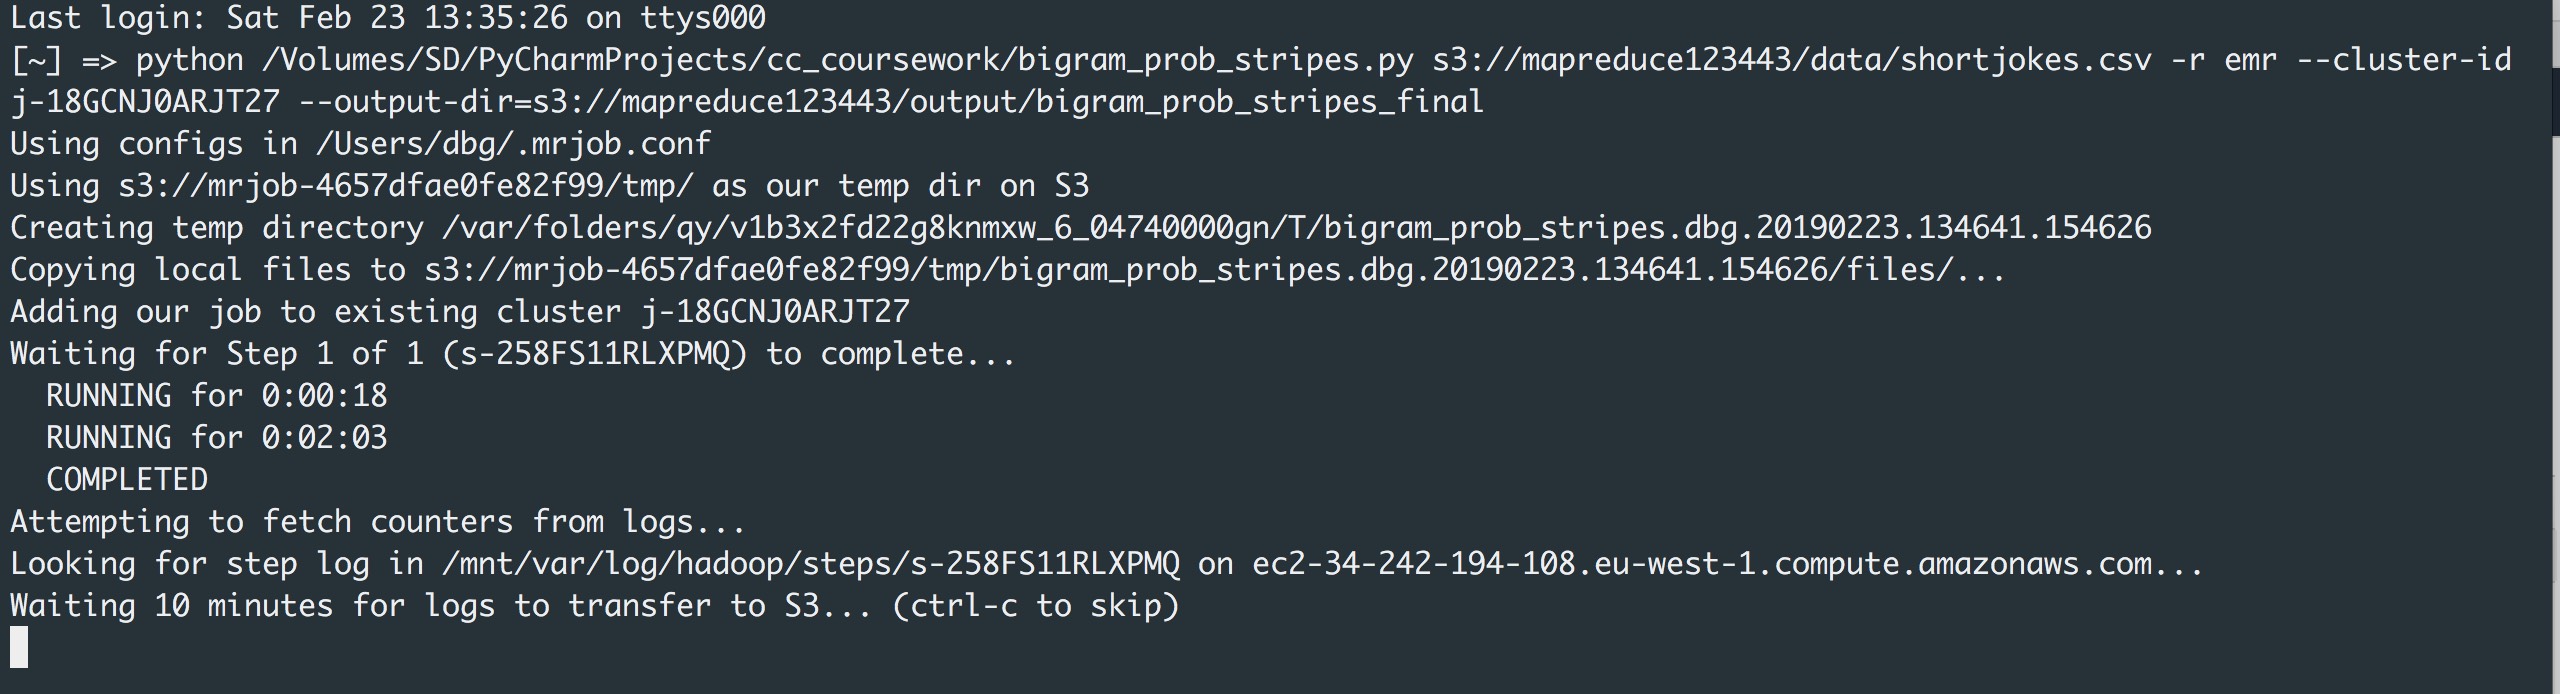 Last login: Sat Feb 23 13:35:26 on ttys000
[~] => python /Volumes/SD/PyCharmProjects/cc_coursework/bigram_prob_stripes.py s3://mapreduce123443/data/shortjokes.csv -r emr --cluster-id
j-18GCNJ0ARJT27 --output-dir=s3://mapreduce123443/output/bigram_prob_stripes_final
Using configs in /Users/dbg/.mrjob.conf
Using s3://mrjob-4657dfae0fe82f99/tmp/ as our temp dir on S3
Creating temp directory /var/folders/qy/v1b3x2fd22g8knmxw_6_04740000gn/T/bigram_prob_stripes.dbg.20190223.134641.154626
Copying local files to s3://mrjob-4657dfae0fe82f99/tmp/bigram_prob_stripes.dbg.20190223.134641.154626/files/...
Adding our job to existing cluster j-18GCNJ0ARJT27
Waiting for Step 1 of 1 (s-258FS11RLXPMQ) to complete...
  RUNNING for 0:00:18
  RUNNING for 0:02:03
  COMPLETED
Attempting to fetch counters from logs...
Looking for step log in /mnt/var/log/hadoop/steps/s-258FS11RLXPMQ on ec2-34-242-194-108.eu-west-1.compute.amazonaws.com...
Waiting 10 minutes for logs to transfer to S3... (ctrl-c to skip)